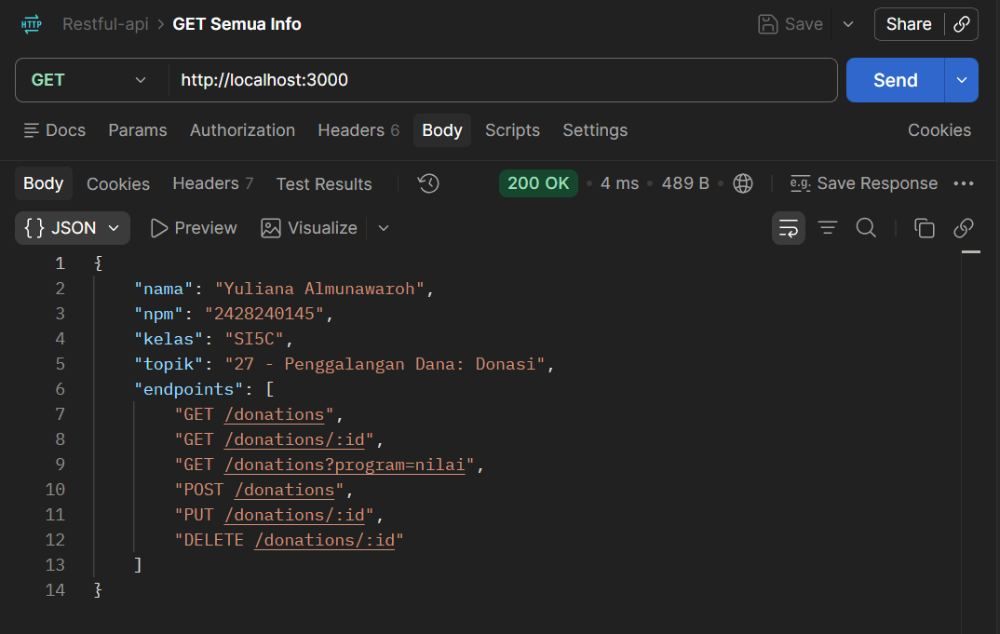 HTTP Restful-api > GET Semua Info Save Share
GET http://localhost:3000 Send
Docs Params Authorization Headers 6 Body Scripts Settings Cookies
Body Cookies Headers 7 Test Results 200 OK • 4 ms • 489 B • e.g. Save Response •••
{} JSON Preview Visualize
1 {
2 "nama": "Yuliana Almunawaroh",
3 "npm": "2428240145",
4 "kelas": "SI5C",
5 "topik": "27 - Penggalangan Dana: Donasi",
6 "endpoints": [
7 "GET /donations",
8 "GET /donations/:id",
9 "GET /donations?program=nilai",
10 "POST /donations",
11 "PUT /donations/:id",
12 "DELETE /donations/:id"
13 ]
14 }